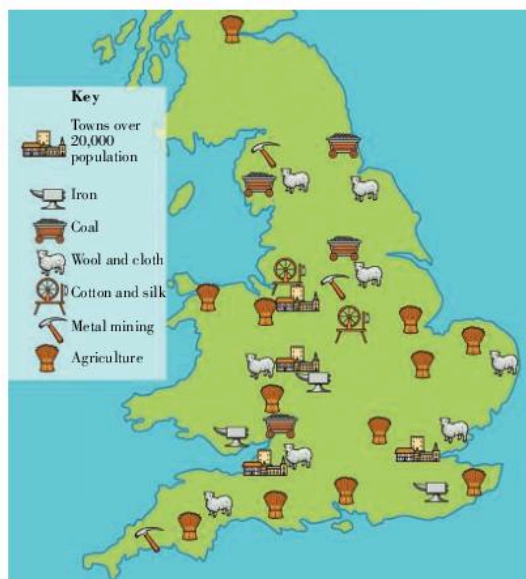 Key
Towns over
20,000
population
Iron
Coal
Wool and cloth
Cotton and silk
Metal mining
Agriculture